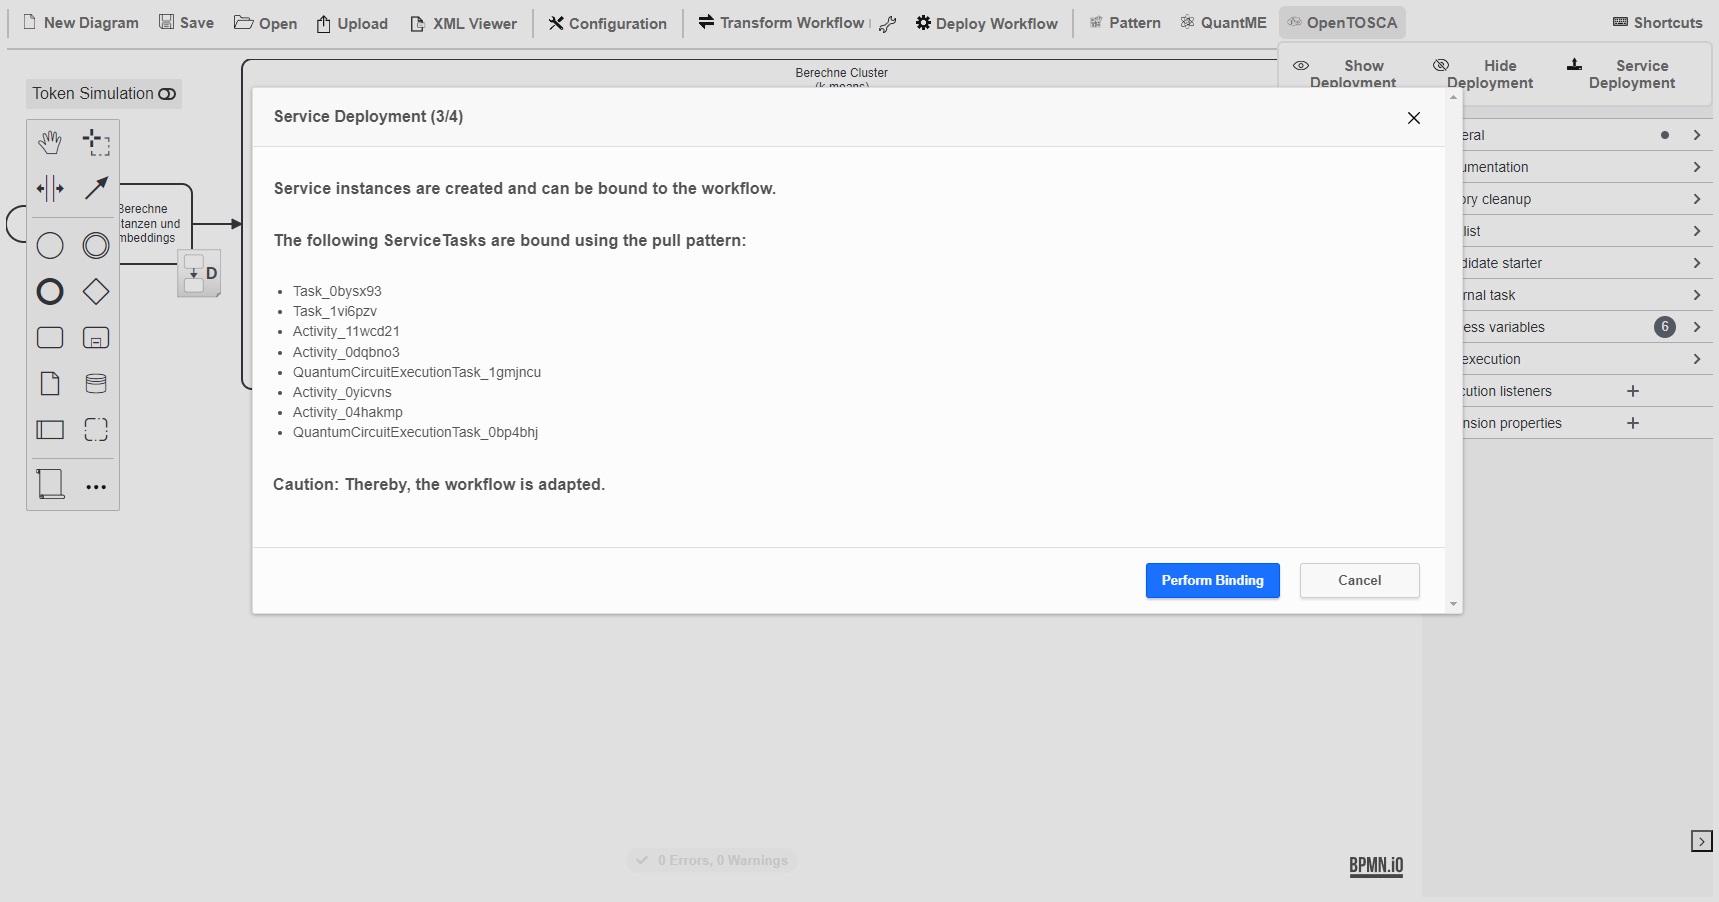 New Diagram
Save
Open
Upload
XML Viewer
Configuration
Transform Workflow
Deploy Workflow
Pattern
QuantME
OpenTOSCA
Shortcuts
Show
Deployment
Hide
Deployment
Service
Deployment
Token Simulation
Berechne Cluster
(k-means)
Berechne
tanzen und
mbeddings
D
Service Deployment (3/4)
Service instances are created and can be bound to the workflow.
The following ServiceTasks are bound using the pull pattern:
Task_0bysx93
Task_1vi6pzv
Activity_11wcd21
Activity_0dqbno3
QuantumCircuitExecutionTask_1gmjncu
Activity_0yicvns
Activity_04hakmp
QuantumCircuitExecutionTask_0bp4bhj
Caution: Thereby, the workflow is adapted.
Perform Binding
Cancel
eral
umentation
ory cleanup
list
didate starter
rnal task
ess variables
6
execution
cution listeners
nsion properties
0 Errors, 0 Warnings
BPMN.iO